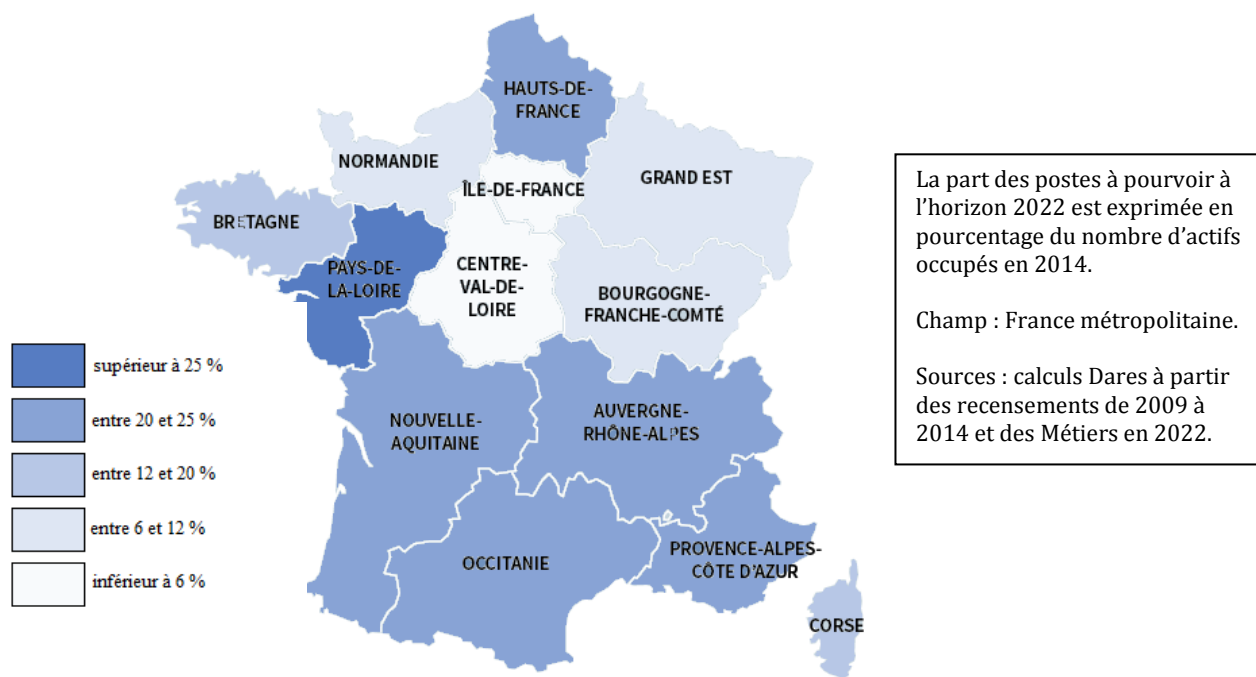 HAUTS-DE-
FRANCE
NORMANDIE
ÎLE-DE-FRANCE
GRAND EST
BRETAGNE
PAYS-DE-
LA-LOIRE
CENTRE-
VAL-DE-
LOIRE
BOURGOGNE-
FRANCHE-COMTÉ
NOUVELLE-
AQUITAINE
AUVERGNE-
RHÔNE-ALPES
OCCITANIE
PROVENCE-ALPES-
CÔTE D'AZUR
CORSE
supérieur à 25 %
entre 20 et 25 %
entre 12 et 20 %
entre 6 et 12 %
inférieur à 6 %
La part des postes à pourvoir à
l’horizon 2022 est exprimée en
pourcentage du nombre d’actifs
occupés en 2014.
Champ : France métropolitaine.
Sources : calculs Dares à partir
des recensements de 2009 à
2014 et des Métiers en 2022.